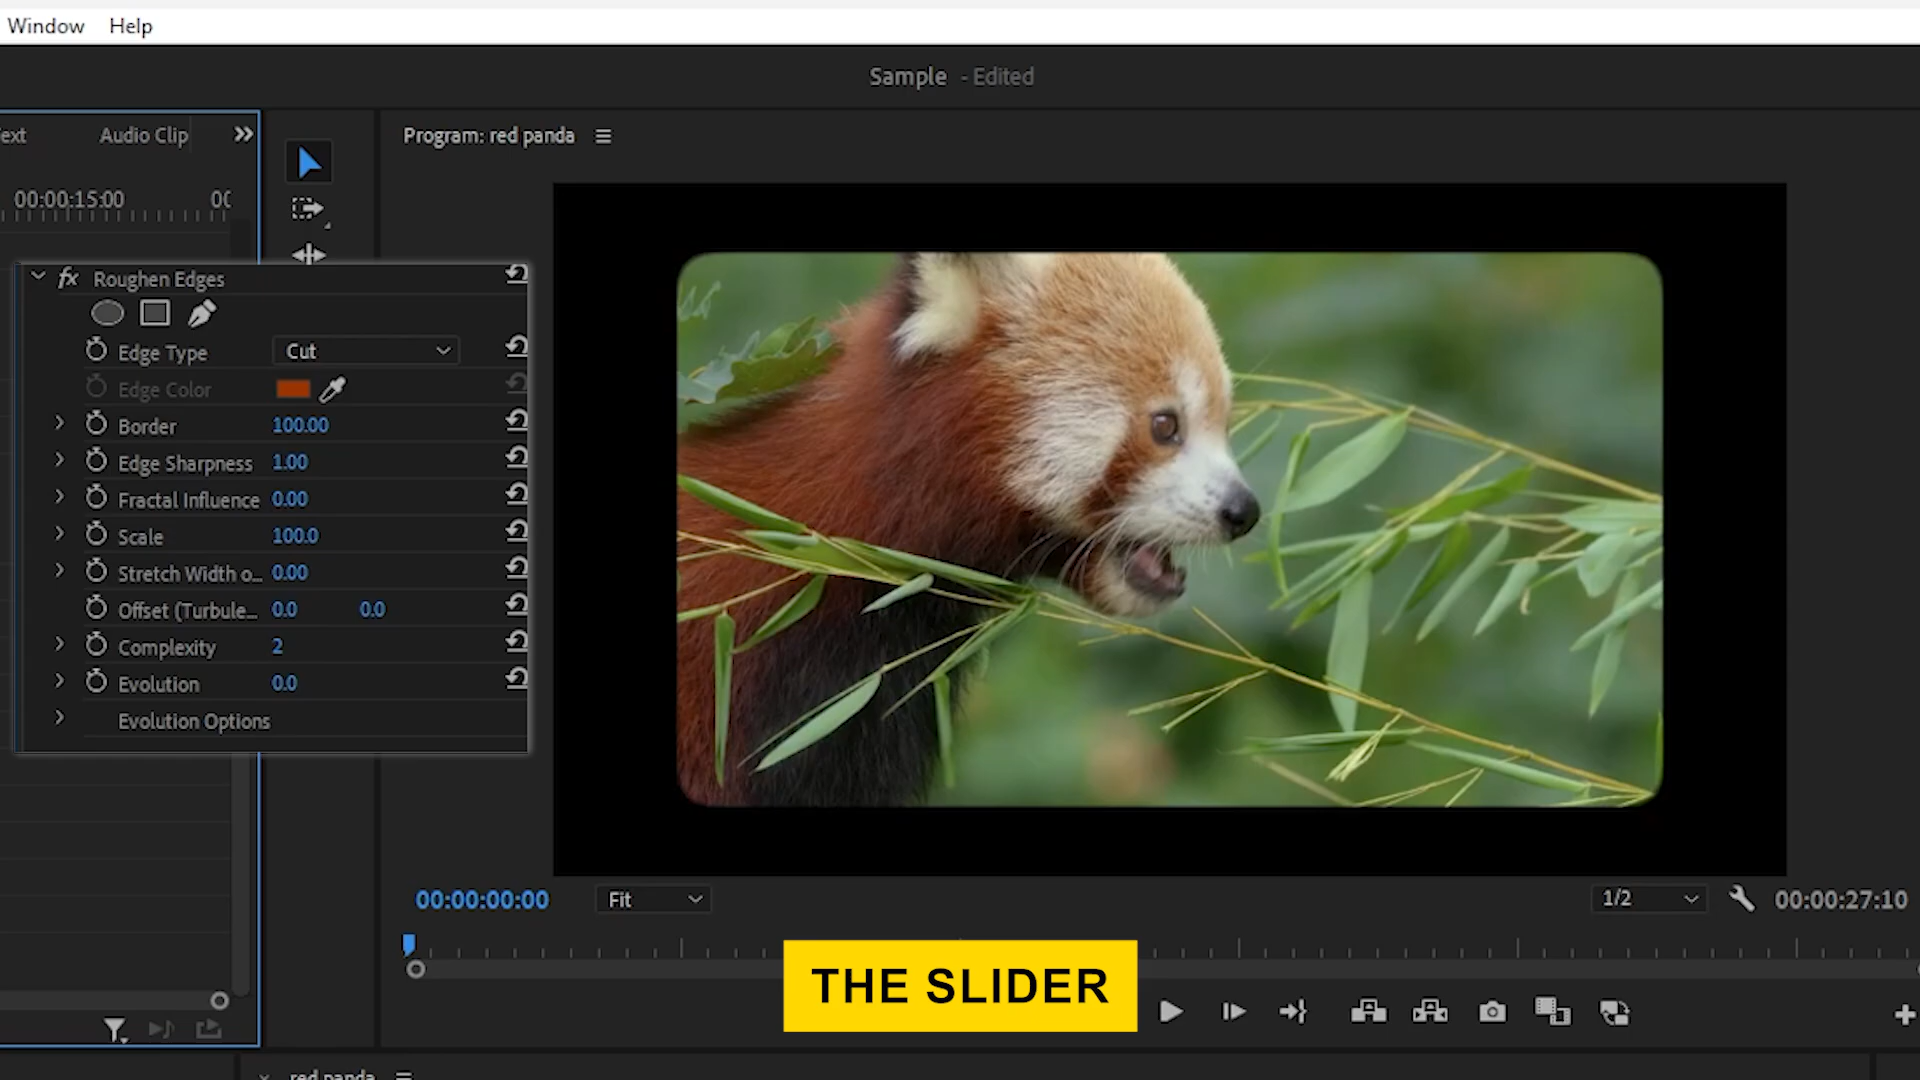 Window Help
Sample - Edited
ext Audio Clip
Program: red panda
00:00:15:00 00
fx Roughen Edges
Edge Type Cut
Edge Color
Border 100.00
Edge Sharpness 1.00
Fractal Influence 0.00
Scale 100.0
Stretch Width o... 0.00
Offset (Turbule... 0.0 0.0
Complexity 2
Evolution 0.0
Evolution Options
00:00:00:00 Fit 1/2 00:00:27:10
THE SLIDER
red panda